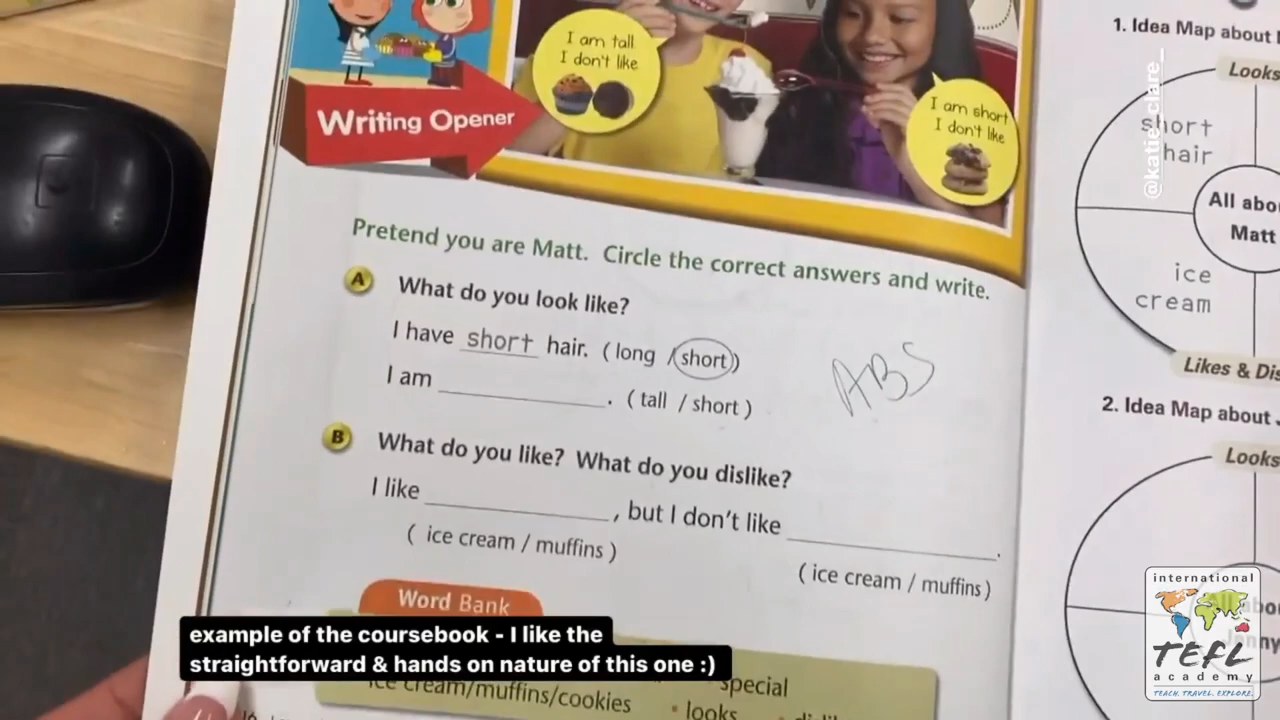 I am tall
I don't like
Writing Opener
I am short
I don't like
Pretend you are Matt. Circle the correct answers and write.
A What do you look like?
I have short hair. ( long / short )
I am ____________. ( tall / short )
ABS
B What do you like? What do you dislike?
I like ____________, but I don't like ____________.
( ice cream / muffins )
( ice cream / muffins )
Word Bank
ice cream/muffins/cookies
special
• looks
1. Idea Map about
Looks
short
hair
All
Matt
ice
cream
Likes &
2. Idea Map about
Looks
@katie.clare_
example of the coursebook - I like the
straightforward & hands on nature of this one :)
international
TEFL
academy
TEACH. TRAVEL. EXPLORE.